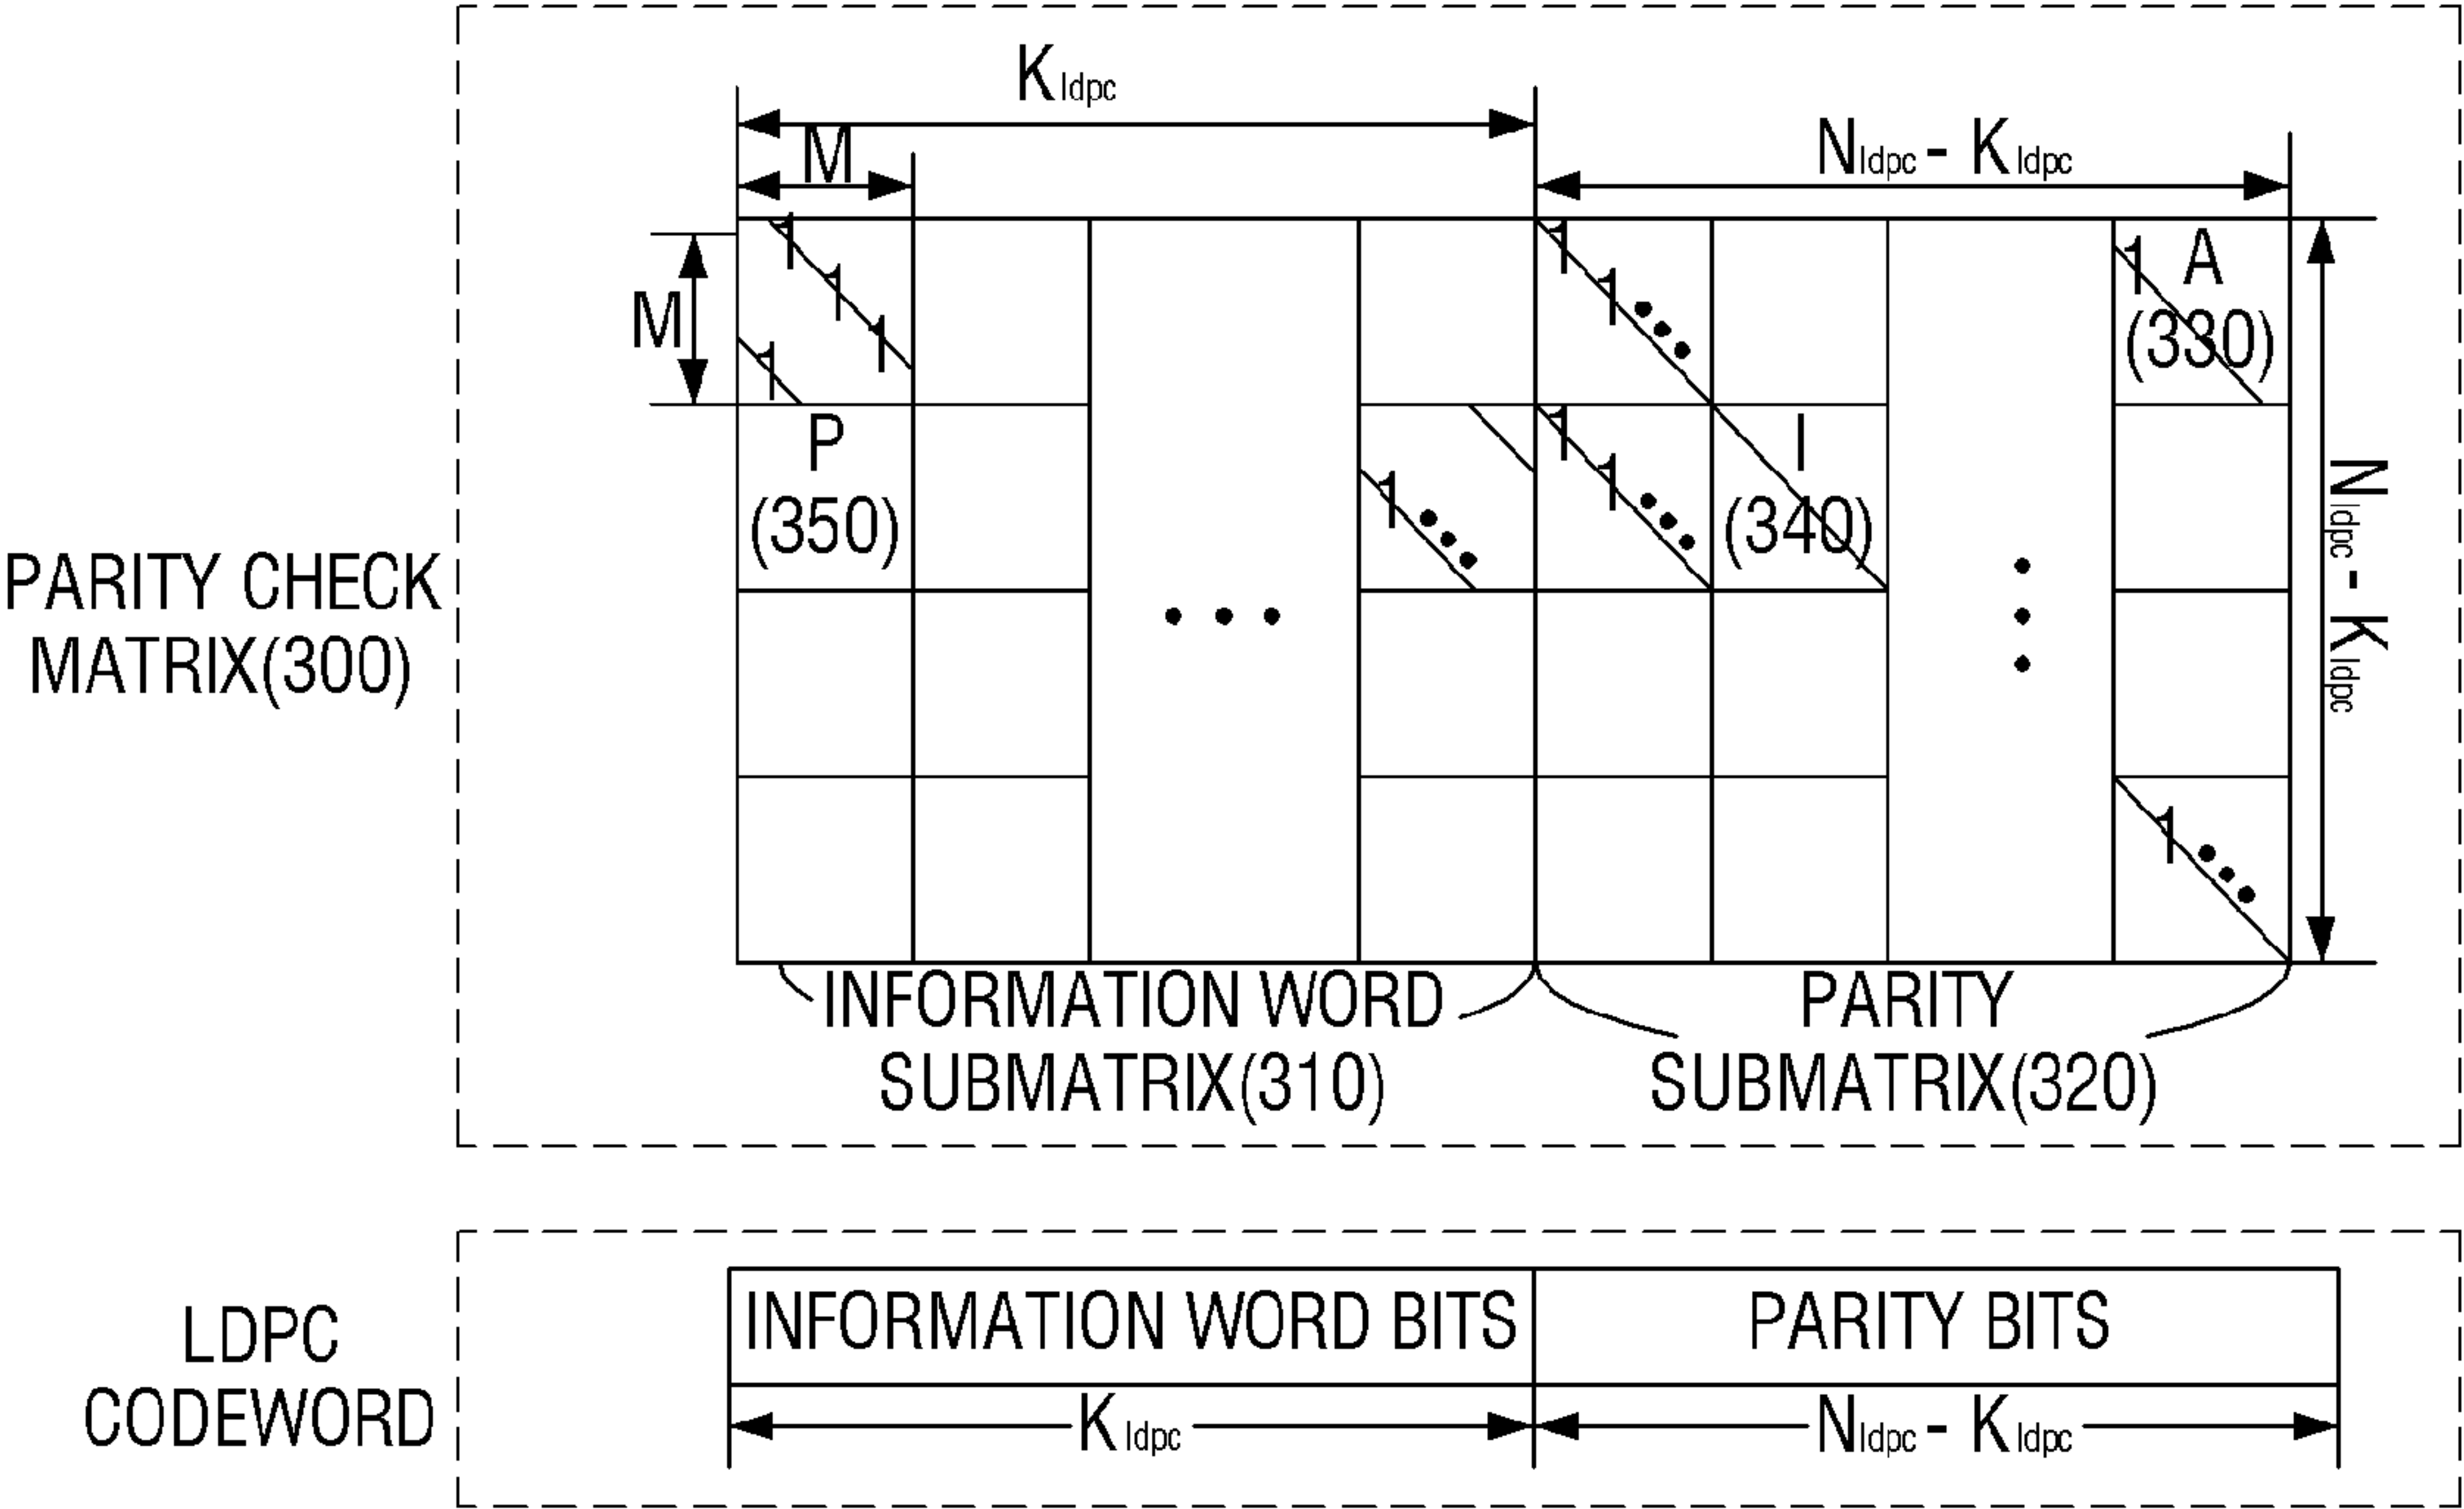 K ldpc
M
N ldpc - K ldpc
1 1 1 1 A
1 1 1 (330)
M 1
1
P 1 I
(350) 1 1 (340)
N ldpc - K ldpc
PARITY CHECK
MATRIX(300)
1
INFORMATION WORD
SUBMATRIX(310)
PARITY
SUBMATRIX(320)
LDPC
CODEWORD
INFORMATION WORD BITS
PARITY BITS
K ldpc
N ldpc - K ldpc